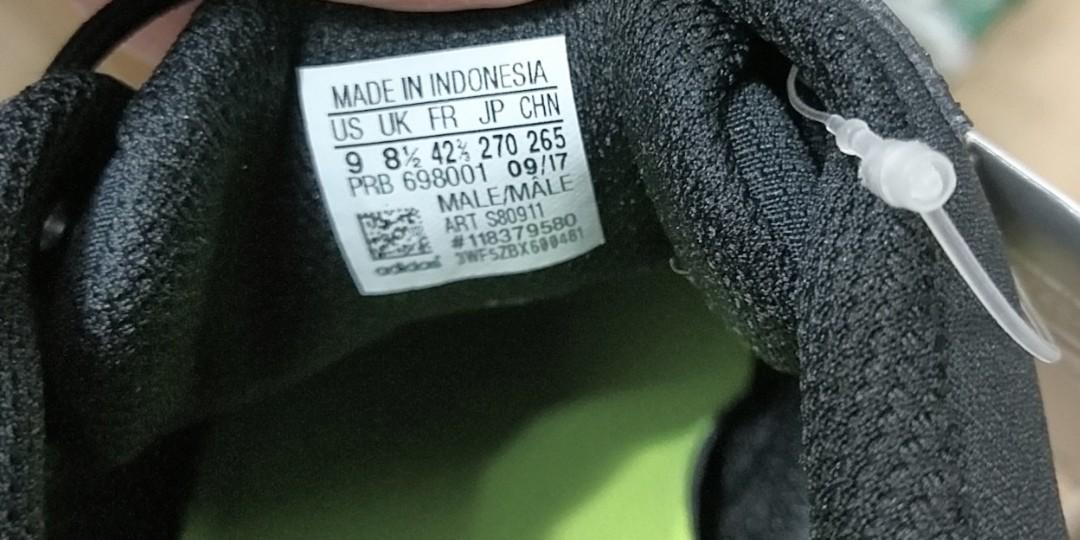 MADE IN INDONESIA
US UK FR JP CHN
9 8½ 42⅔ 270 265
PRB 698001 09/17
MALE/MÂLE
ART S80911
#118379580
3WF5ZBX600481
adidas